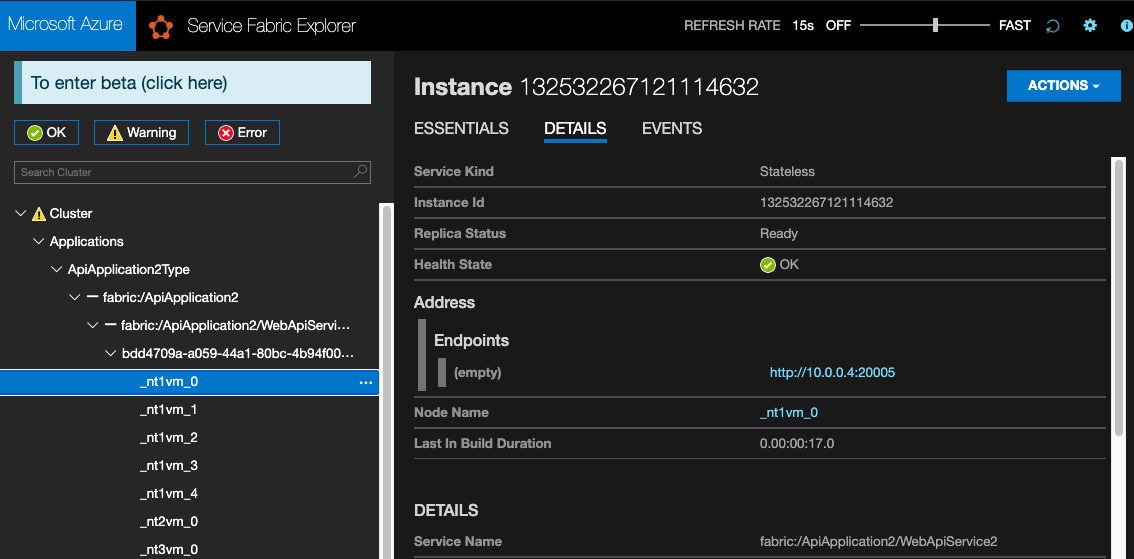 Microsoft Azure
Service Fabric Explorer
REFRESH RATE 15s OFF FAST
To enter beta (click here)
OK Warning Error
Search Cluster
Cluster
Applications
ApiApplication2Type
fabric:/ApiApplication2
fabric:/ApiApplication2/WebApiServi...
bdd4709a-a059-44a1-80bc-4b94f00...
_nt1vm_0 ...
_nt1vm_1
_nt1vm_2
_nt1vm_3
_nt1vm_4
_nt2vm_0
_nt3vm_0
Instance 132532267121114632
ACTIONS
ESSENTIALS DETAILS EVENTS
Service Kind Stateless
Instance Id 132532267121114632
Replica Status Ready
Health State OK
Address
Endpoints
(empty) http://10.0.0.4:20005
Node Name _nt1vm_0
Last In Build Duration 0.00:00:17.0
DETAILS
Service Name fabric:/ApiApplication2/WebApiService2